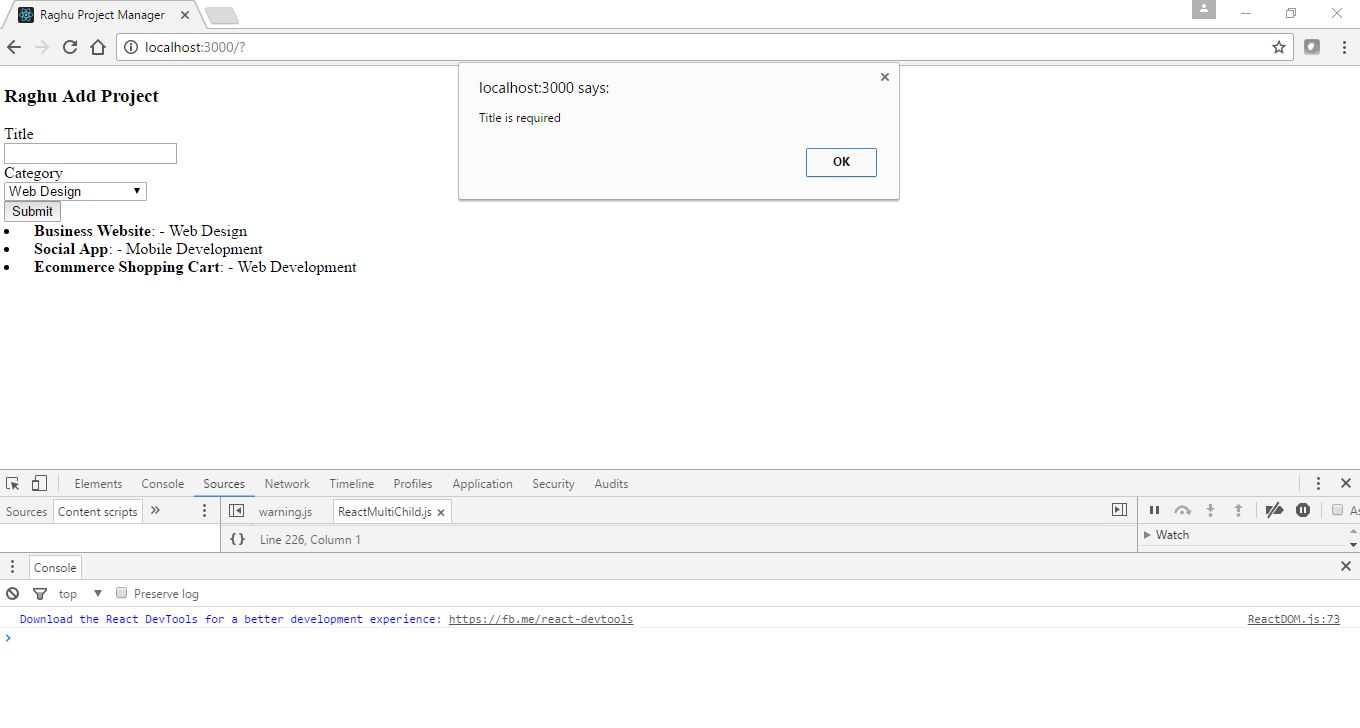 Raghu Project Manager
localhost:3000/?
localhost:3000 says:
Title is required
OK
Raghu Add Project
Title
Category
Web Design
Submit
Business Website: - Web Design
Social App: - Mobile Development
Ecommerce Shopping Cart: - Web Development
Elements Console Sources Network Timeline Profiles Application Security Audits
Sources Content scripts » warning.js ReactMultiChild.js × As
{} Line 226, Column 1 Watch
Console
top Preserve log
Download the React DevTools for a better development experience: https://fb.me/react-devtools ReactDOM.js:73